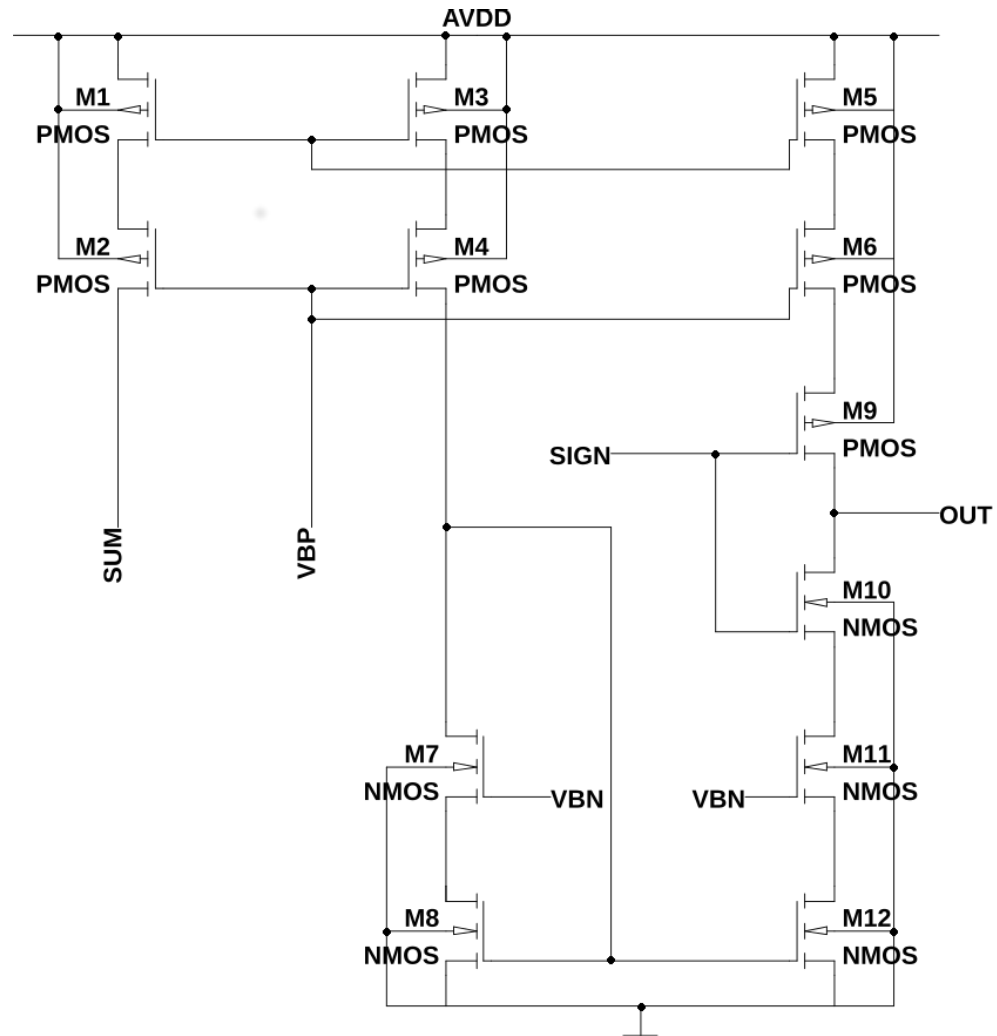 AVDD
M1
PMOS
M3
PMOS
M5
PMOS
M2
PMOS
M4
PMOS
M6
PMOS
M9
PMOS
SIGN
OUT
SUM
VBP
M10
NMOS
M7
NMOS
VBN
VBN
M11
NMOS
M8
NMOS
M12
NMOS